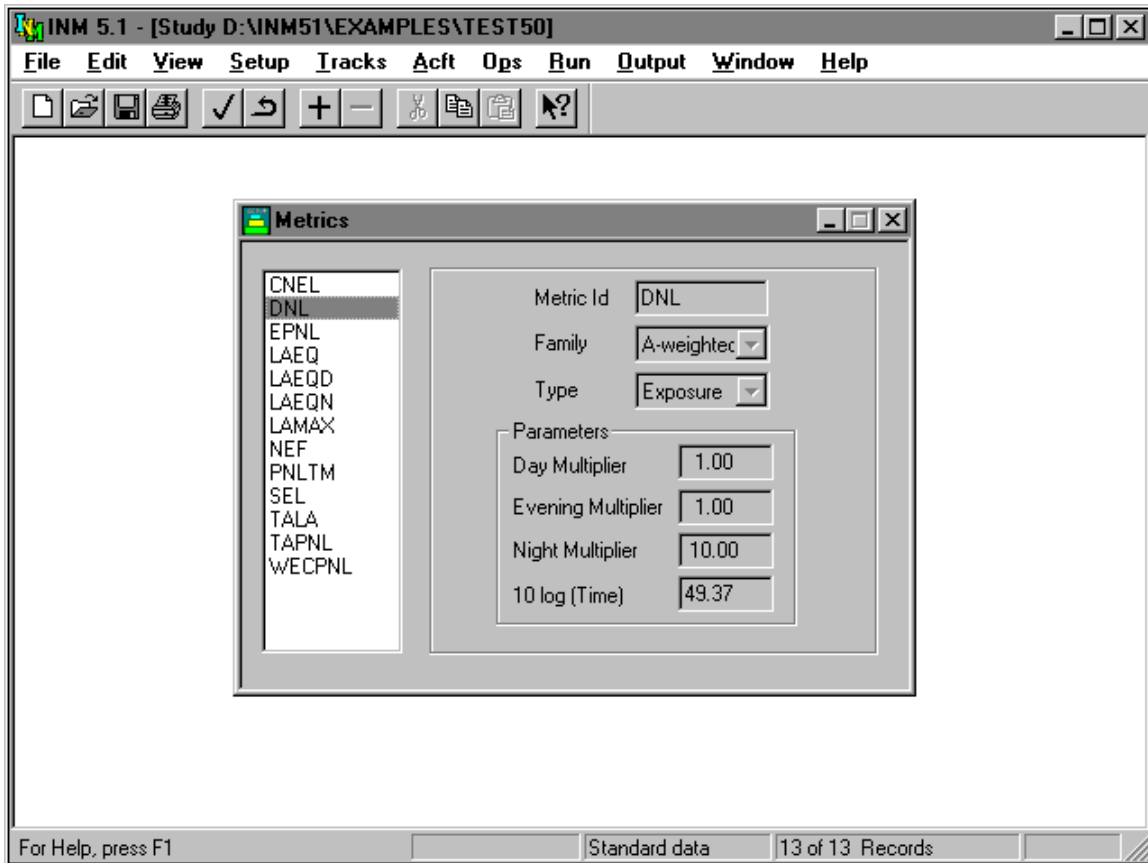 INM 5.1 - [Study D:\INM51\EXAMPLES\TEST50]
File Edit View Setup Tracks Acft Ops Run Output Window Help
Metrics
CNEL
DNL
EPNL
LAEQ
LAEQD
LAEQN
LAMAX
NEF
PNLTM
SEL
TALA
TAPNL
WECPNL
Metric Id DNL
Family A-weighted
Type Exposure
Parameters
Day Multiplier 1.00
Evening Multiplier 1.00
Night Multiplier 10.00
10 log (Time) 49.37
For Help, press F1 Standard data 13 of 13 Records